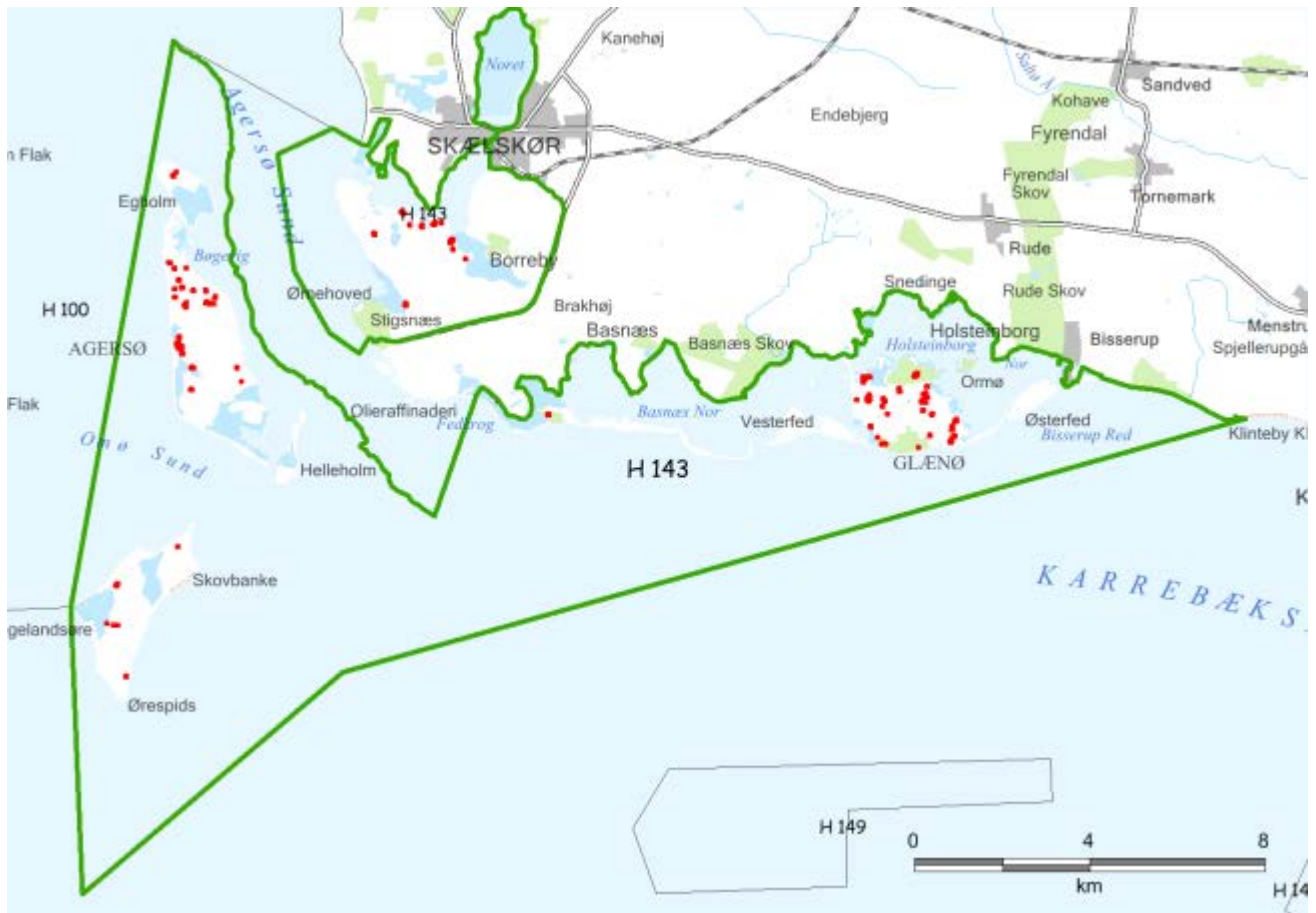 Kanehøj
Noret
Saltø Å
Sandved
Kohave
Agersø Sund
Endebjerg
Fyrendal
SKÆLSKØR
n Flak
Fyrendal
Skov
Tornemark
Egholm
H 143
Rude
Bøgerig
Borreby
Snedinge
Rude Skov
H 100
Stigsnæs
Brakhøj
Basnæs
Holsteinborg
Bisserup
Menstru
AGERSØ
Basnæs Skov
Holsteinborg
Nor
Spjellerupgå
Ormø
Flak
Olieraffinaderi
Basnæs Nor
Vesterfed
Østerfed
Bisserup Red
Klinteby Kl
Omø Sund
Helleholm
H 143
GLÆNØ
K
Skovbanke
KARREBÆKS
gelandsøre
Ørespids
H 149
0 4 8
km
H 14